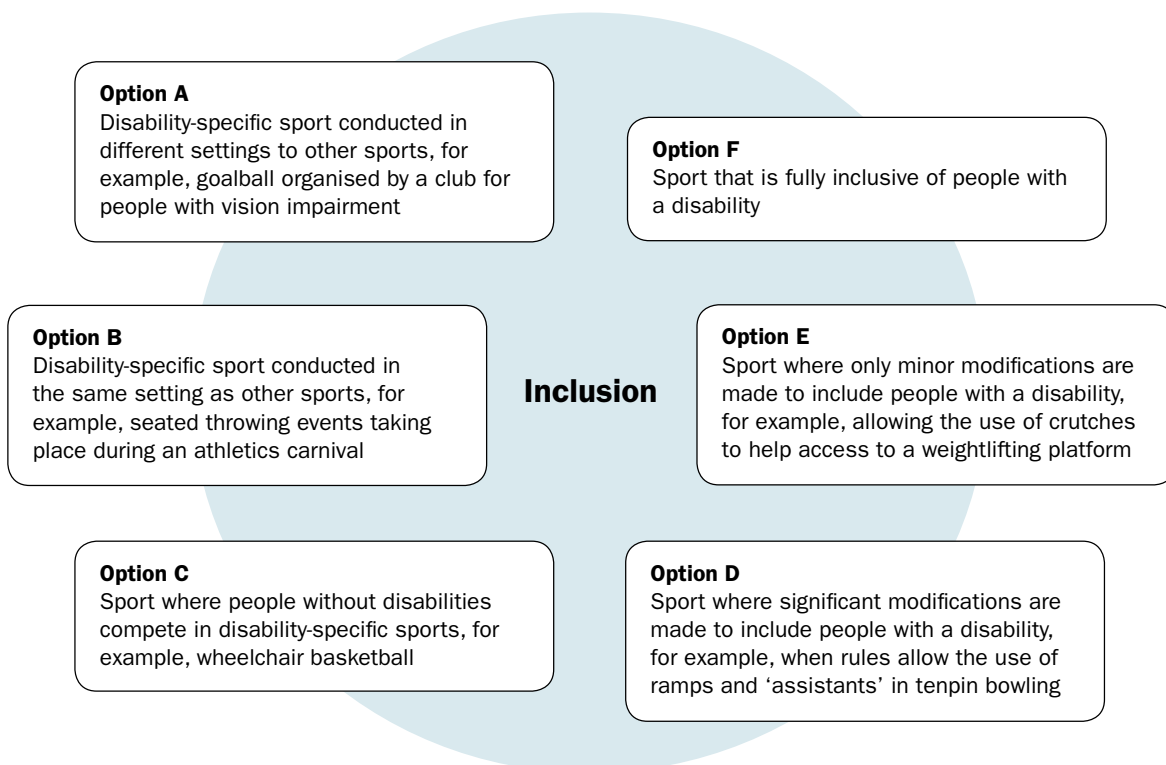 Option A
Disability-specific sport conducted in
different settings to other sports, for
example, goalball organised by a club for
people with vision impairment
Option F
Sport that is fully inclusive of people with
a disability
Option B
Disability-specific sport conducted in
the same setting as other sports, for
example, seated throwing events taking
place during an athletics carnival
Inclusion
Option E
Sport where only minor modifications are
made to include people with a disability,
for example, allowing the use of crutches
to help access to a weightlifting platform
Option C
Sport where people without disabilities
compete in disability-specific sports, for
example, wheelchair basketball
Option D
Sport where significant modifications are
made to include people with a disability,
for example, when rules allow the use of
ramps and ‘assistants’ in tenpin bowling